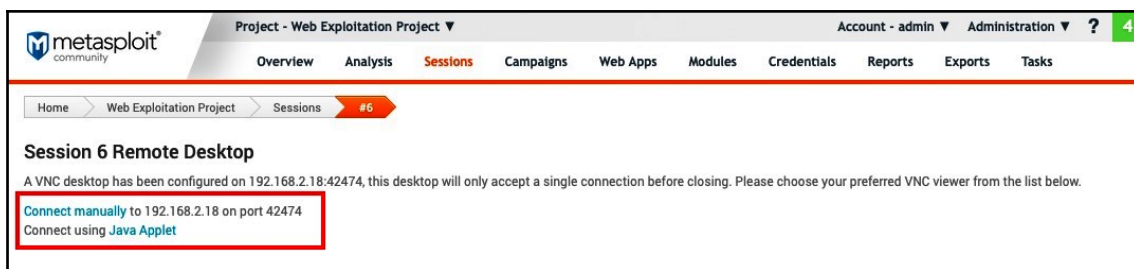 metasploit®
community
Project - Web Exploitation Project ▼ Account - admin ▼ Administration ▼ ? 4
Overview Analysis Sessions Campaigns Web Apps Modules Credentials Reports Exports Tasks
Home Web Exploitation Project Sessions #6
Session 6 Remote Desktop
A VNC desktop has been configured on 192.168.2.18:42474, this desktop will only accept a single connection before closing. Please choose your preferred VNC viewer from the list below.
Connect manually to 192.168.2.18 on port 42474
Connect using Java Applet